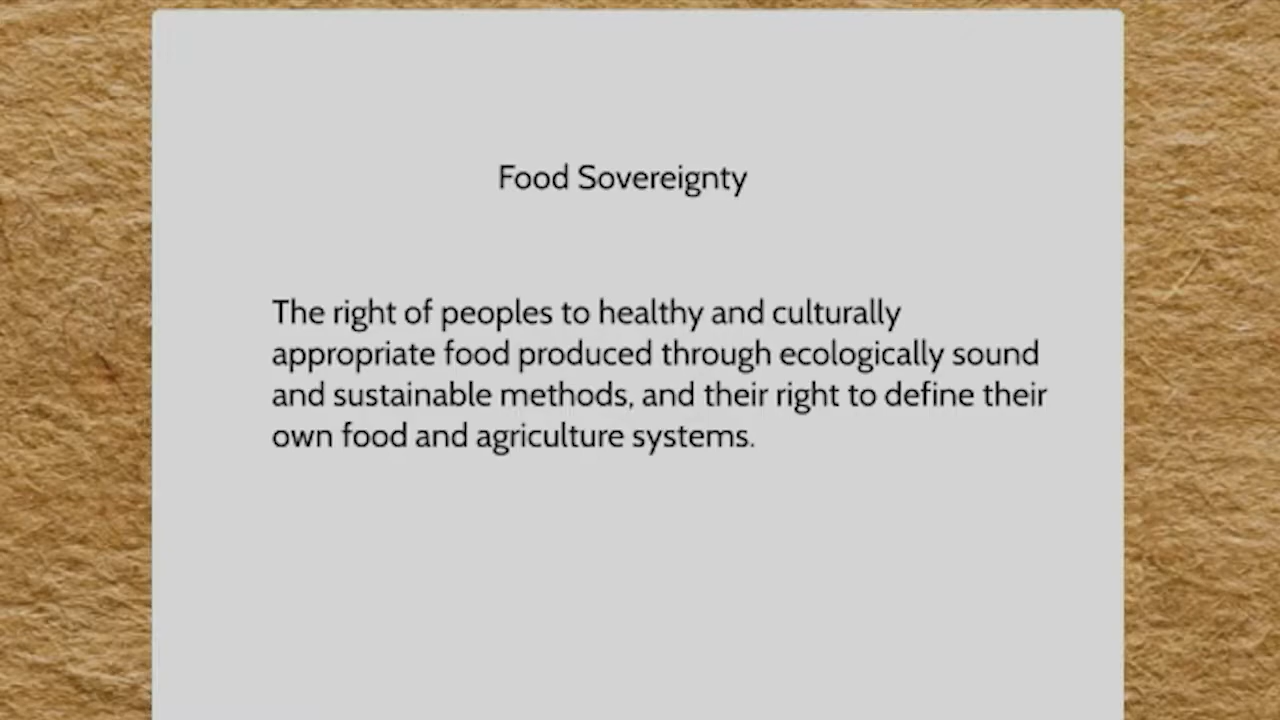 Food Sovereignty
The right of peoples to healthy and culturally
appropriate food produced through ecologically sound
and sustainable methods, and their right to define their
own food and agriculture systems.